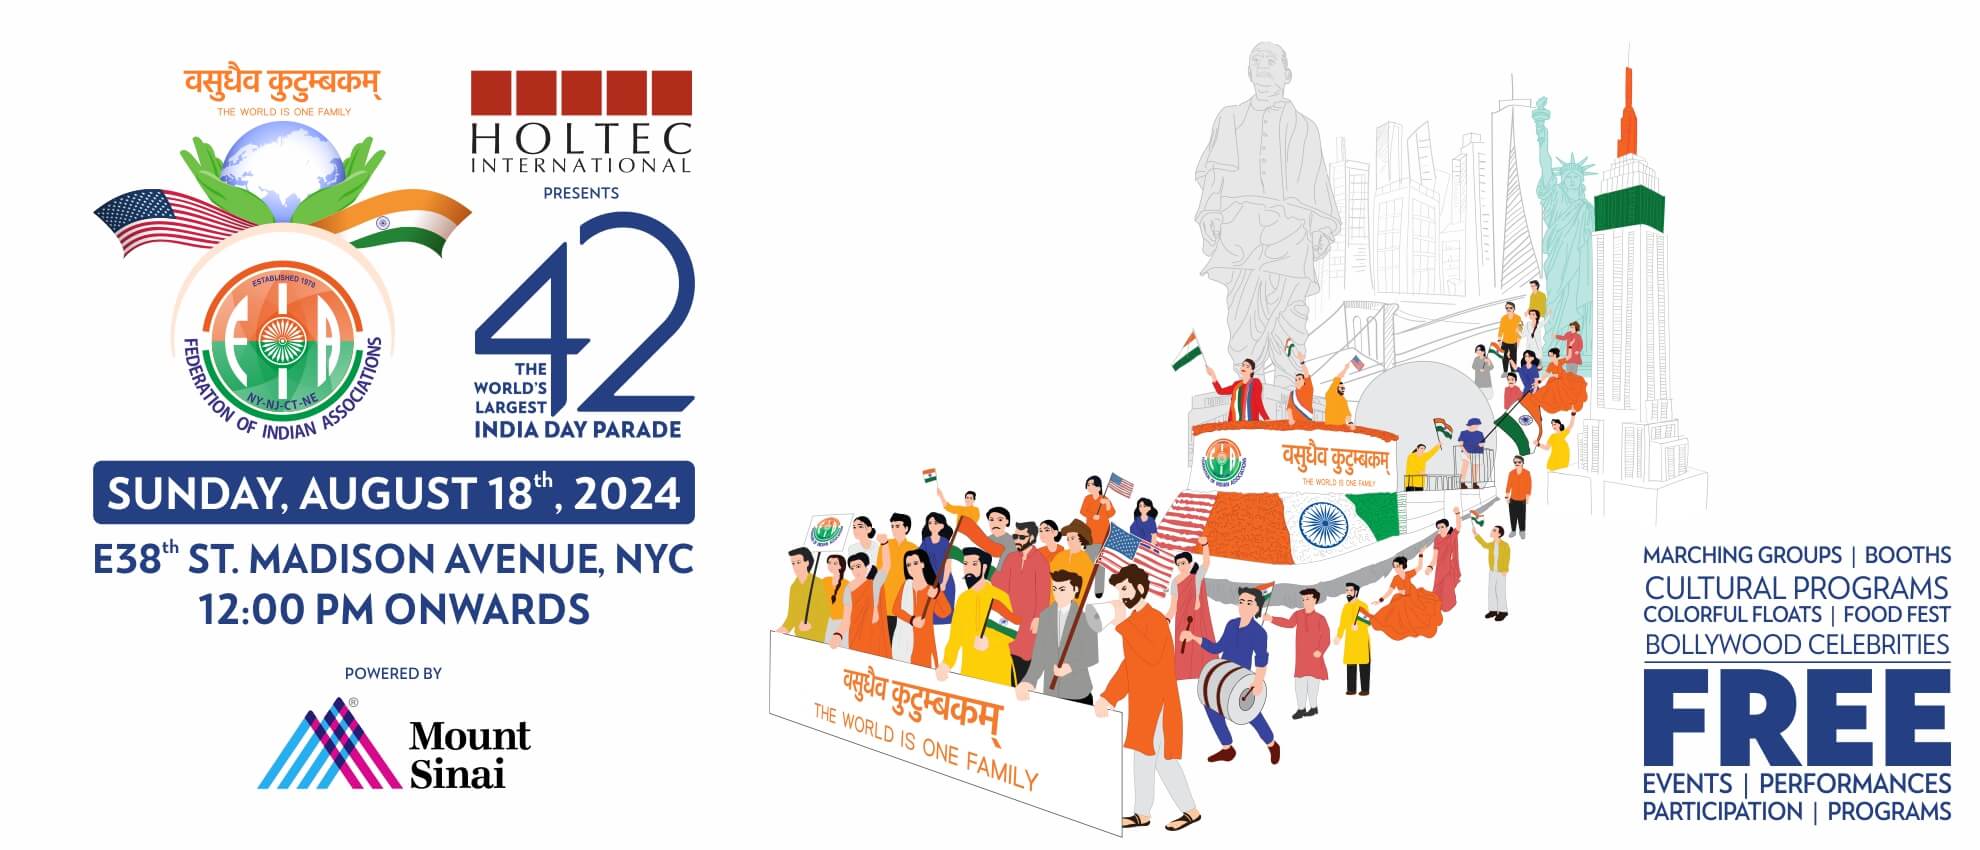 वसुधैव कुटुम्बकम्
THE WORLD IS ONE FAMILY
ESTABLISHED 1970
FIA
NY-NJ-CT-NE
FEDERATION OF INDIAN ASSOCIATIONS
HOLTEC
INTERNATIONAL
PRESENTS
42
THE
WORLD'S
LARGEST
INDIA DAY PARADE
SUNDAY, AUGUST 18th, 2024
E38th ST. MADISON AVENUE, NYC
12:00 PM ONWARDS
POWERED BY
®
Mount
Sinai
FIA
वसुधैव कुटुम्बकम्
THE WORLD IS ONE FAMILY
वसुधैव कुटुम्बकम्
THE WORLD IS ONE FAMILY
MARCHING GROUPS | BOOTHS
CULTURAL PROGRAMS
COLORFUL FLOATS | FOOD FEST
BOLLYWOOD CELEBRITIES
FREE
EVENTS | PERFORMANCES
PARTICIPATION | PROGRAMS